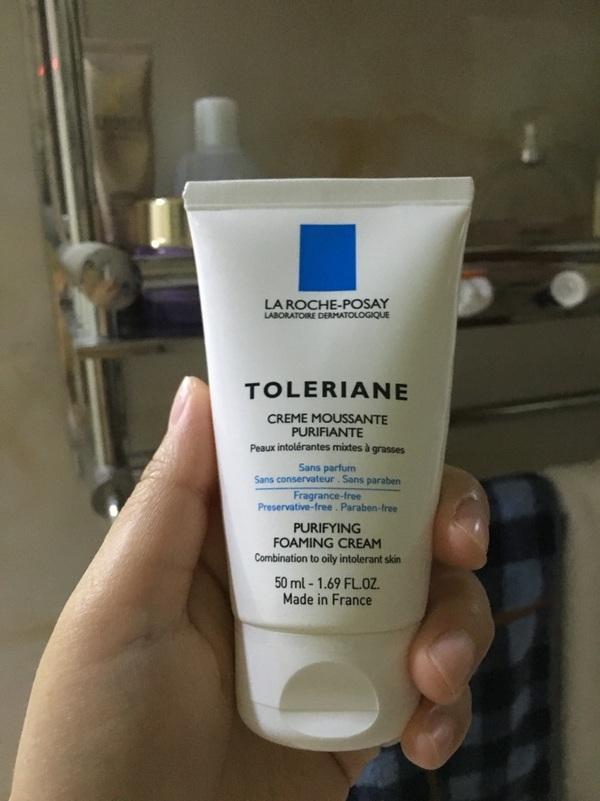 LA ROCHE-POSAY
LABORATOIRE DERMATOLOGIQUE
TOLERIANE
CREME MOUSSANTE
PURIFIANTE
Peaux intolérantes mixtes à grasses
Sans parfum
Sans conservateur . Sans paraben
Fragrance-free
Preservative-free . Paraben-free
PURIFYING
FOAMING CREAM
Combination to oily intolerant skin
50 ml - 1.69 FL.OZ.
Made in France